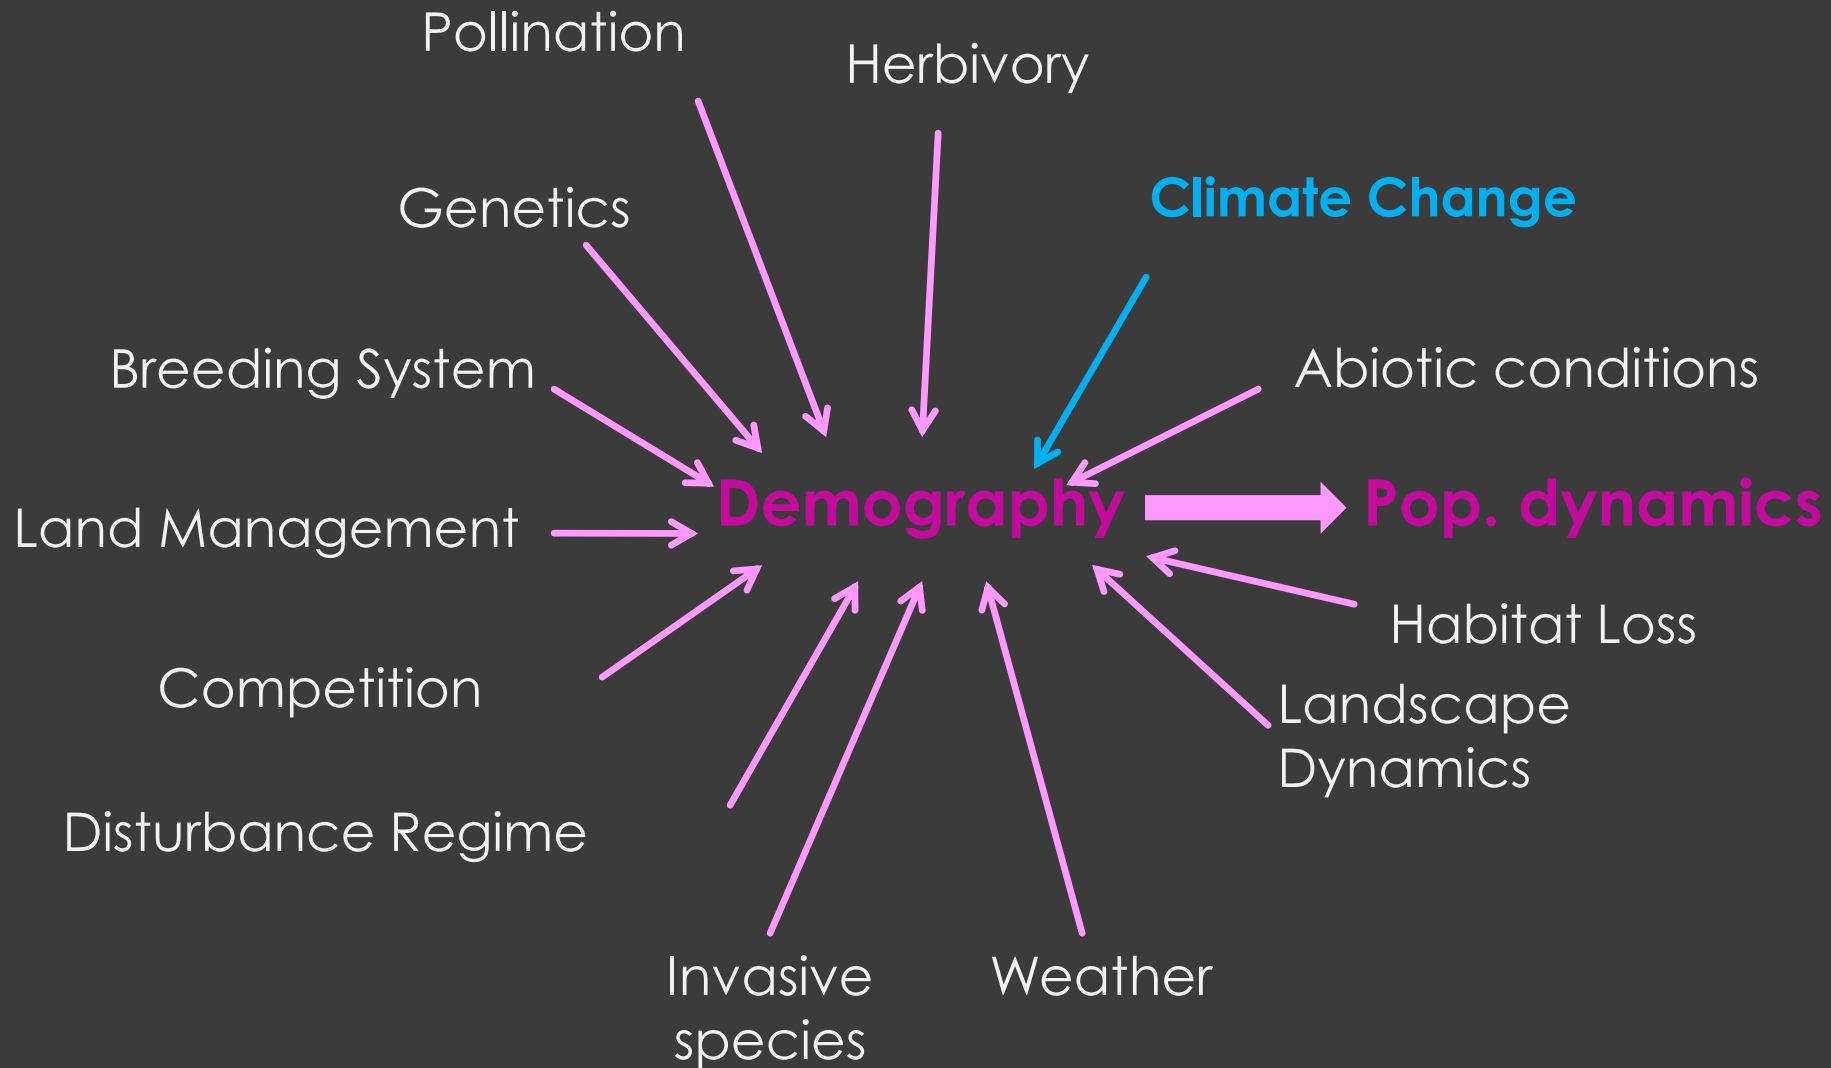 Pollination
Herbivory
Climate Change
Genetics
Breeding System
Abiotic conditions
Demography
Pop. dynamics
Land Management
Habitat Loss
Competition
Landscape
Dynamics
Disturbance Regime
Invasive
species
Weather